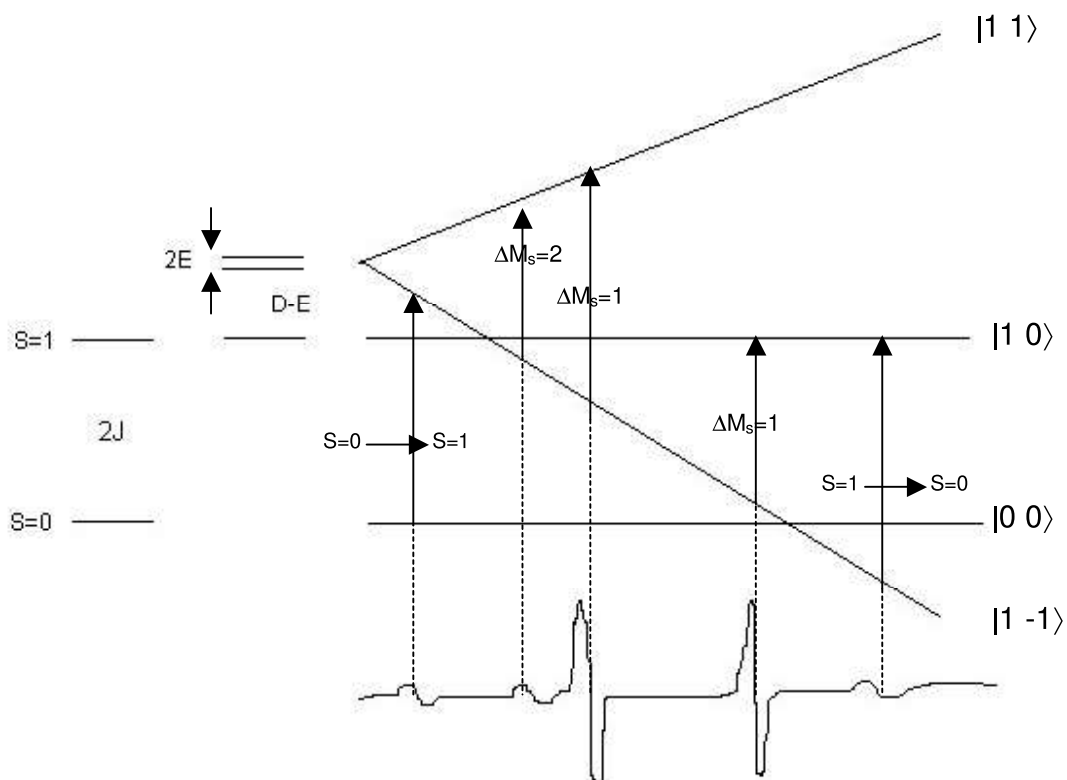 |1 1⟩
2E
ΔMₛ=2
D-E
ΔMₛ=1
S=1
|1 0⟩
2J
S=0 S=1
ΔMₛ=1
S=1 S=0
S=0
|0 0⟩
|1 -1⟩